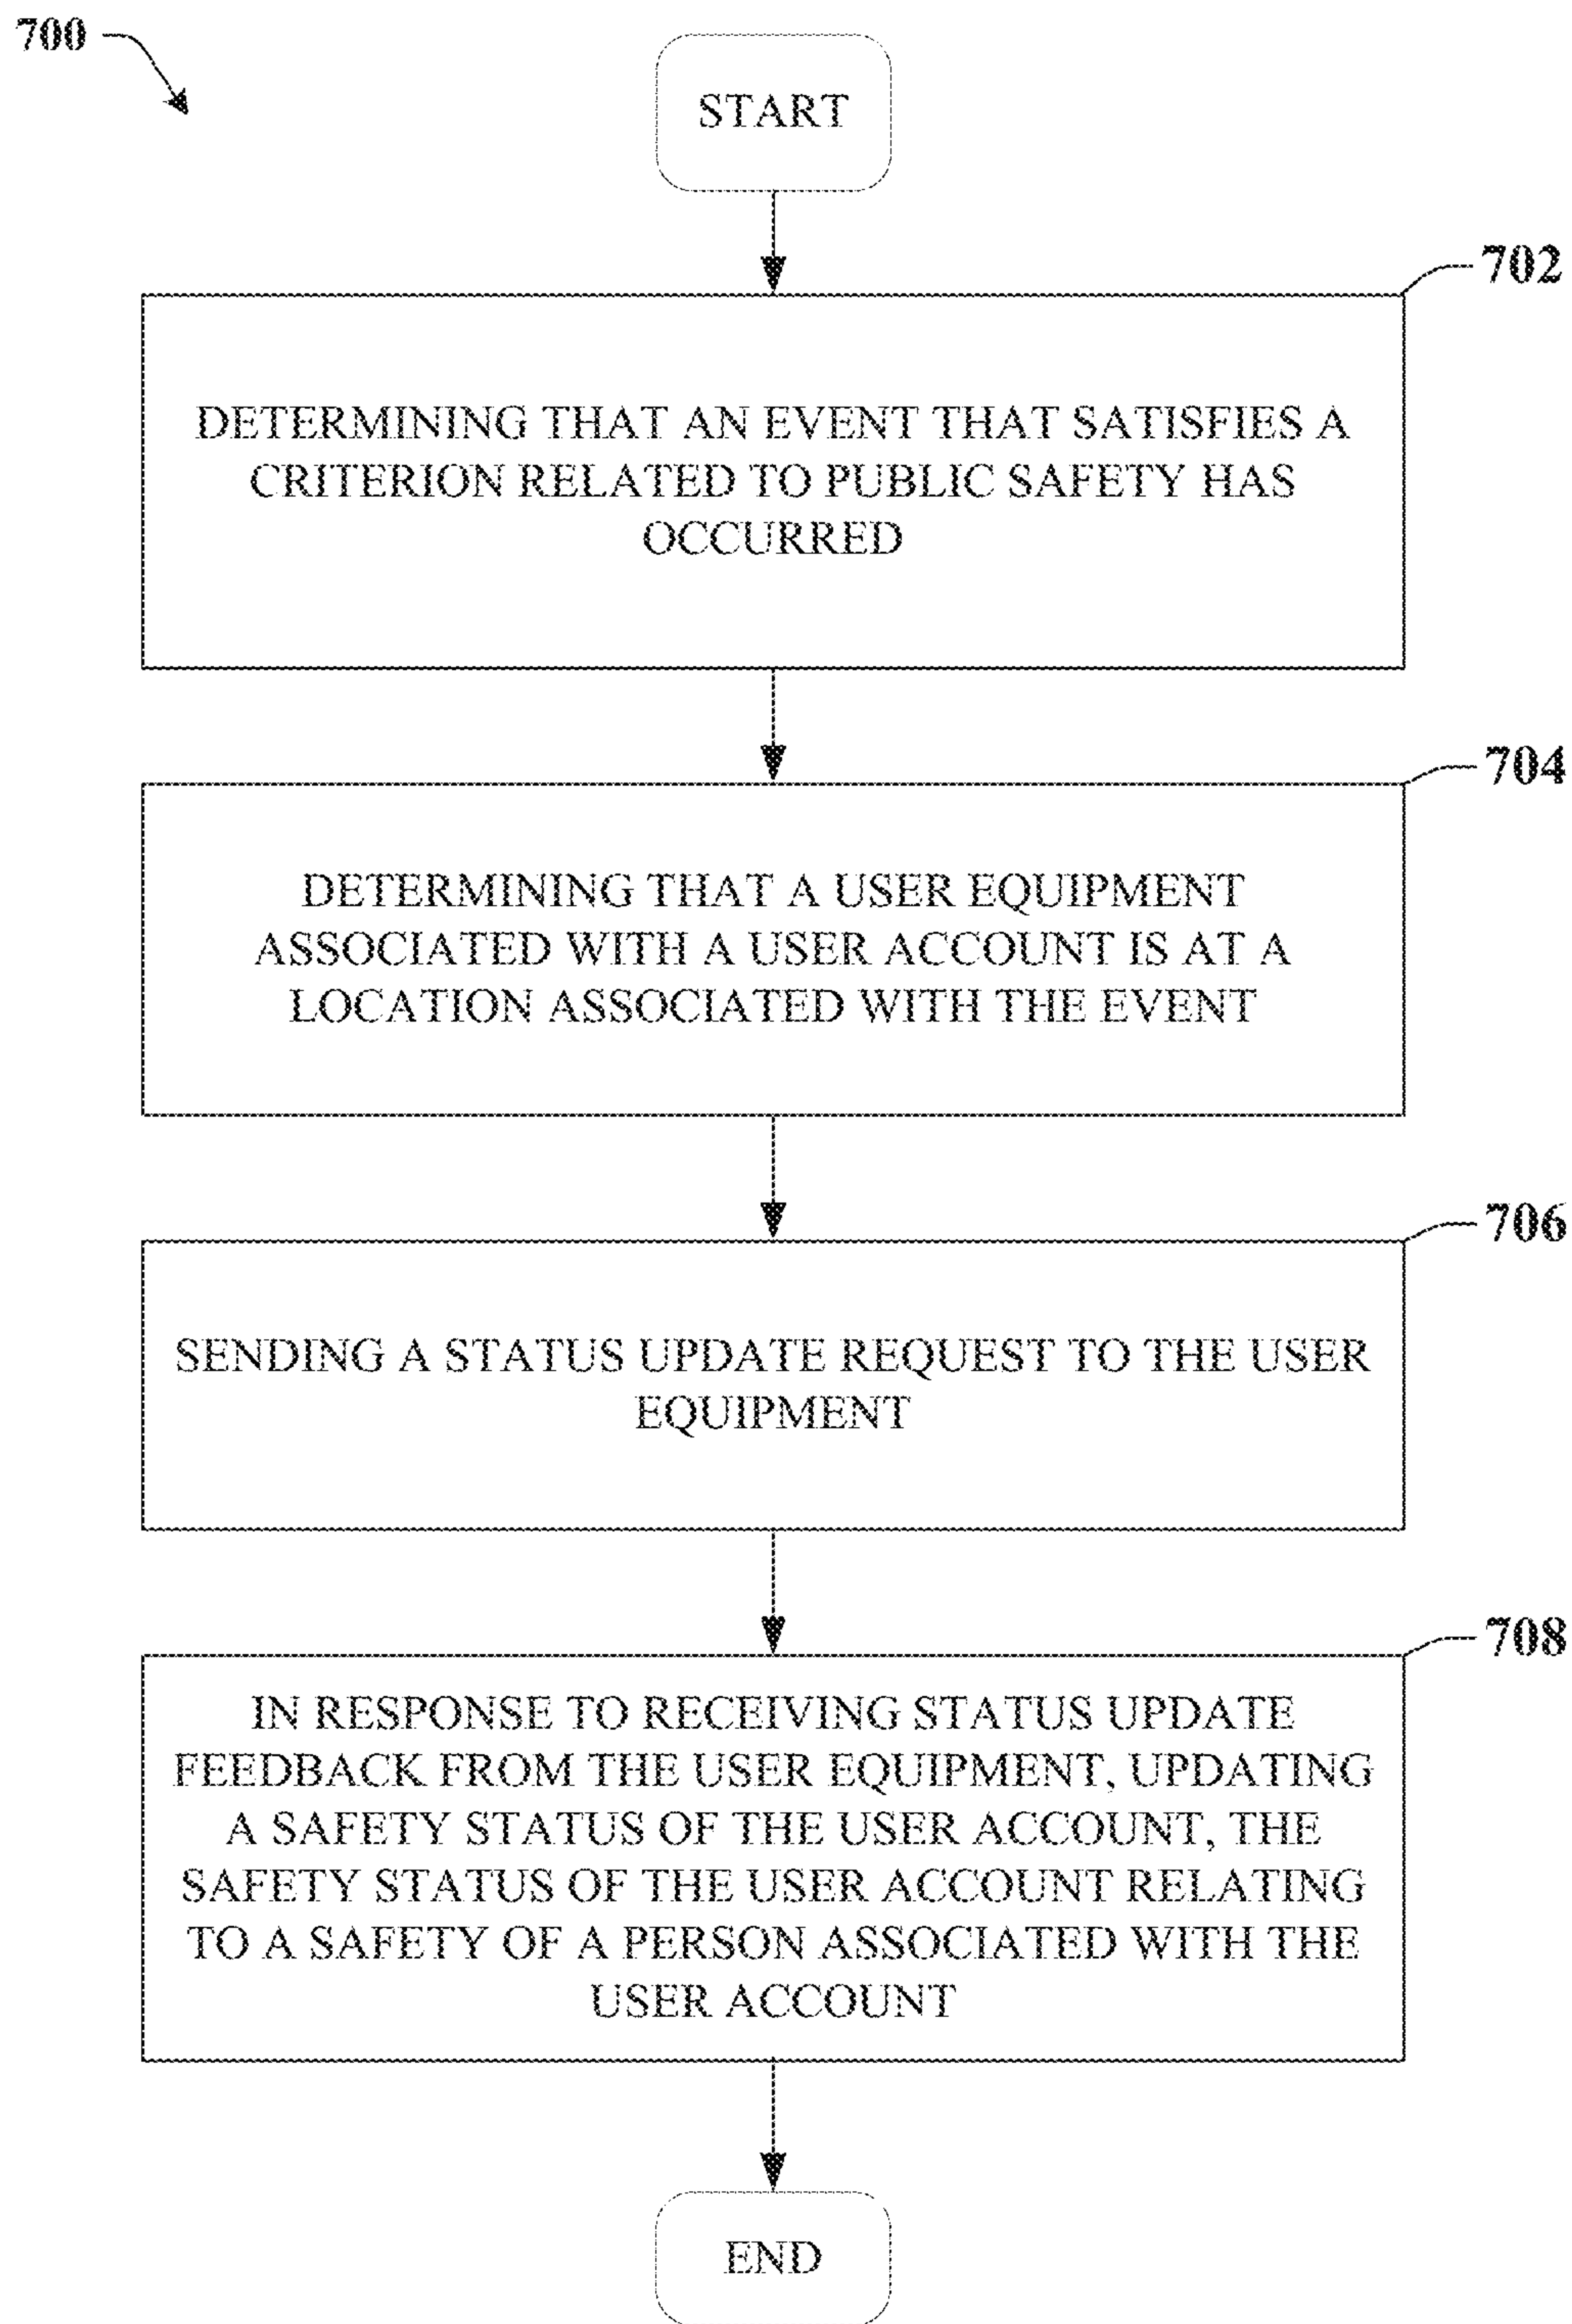 700
START
702
DETERMINING THAT AN EVENT THAT SATISFIES A
CRITERION RELATED TO PUBLIC SAFETY HAS
OCCURRED
704
DETERMINING THAT A USER EQUIPMENT
ASSOCIATED WITH A USER ACCOUNT IS AT A
LOCATION ASSOCIATED WITH THE EVENT
706
SENDING A STATUS UPDATE REQUEST TO THE USER
EQUIPMENT
708
IN RESPONSE TO RECEIVING STATUS UPDATE
FEEDBACK FROM THE USER EQUIPMENT, UPDATING
A SAFETY STATUS OF THE USER ACCOUNT, THE
SAFETY STATUS OF THE USER ACCOUNT RELATING
TO A SAFETY OF A PERSON ASSOCIATED WITH THE
USER ACCOUNT
END